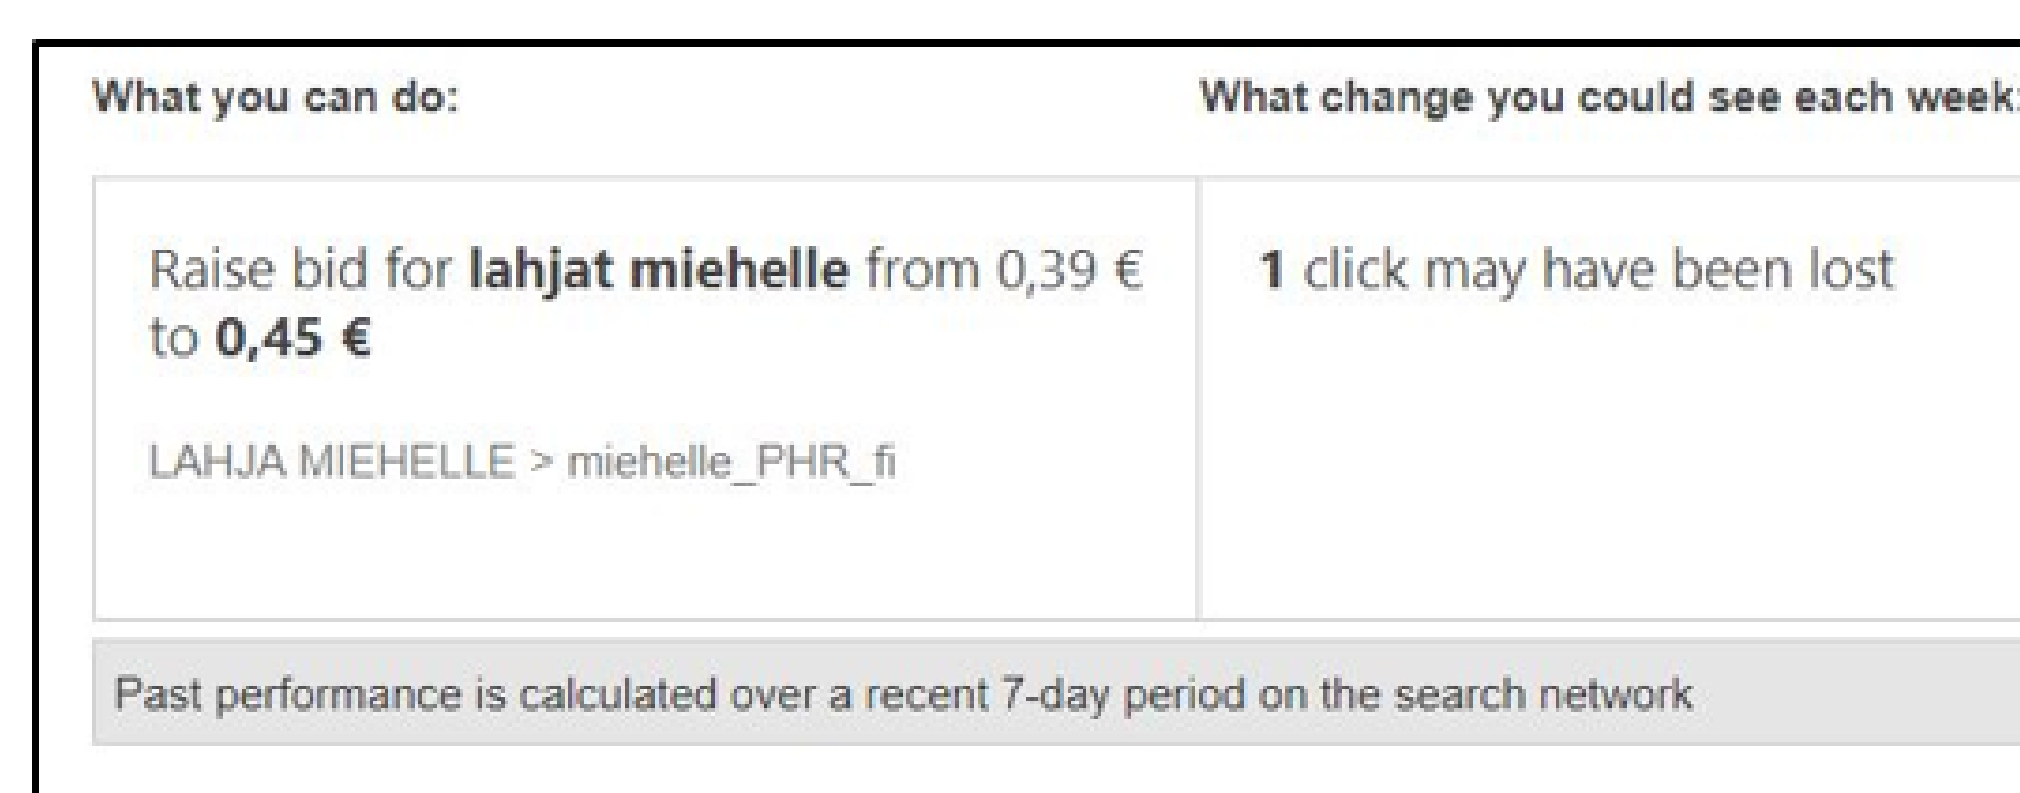 What you can do:
What change you could see each week:
Raise bid for lahjat miehelle from 0,39 €
to 0,45 €
1 click may have been lost
LAHJA MIEHELLE > miehelle_PHR_fi
Past performance is calculated over a recent 7-day period on the search network